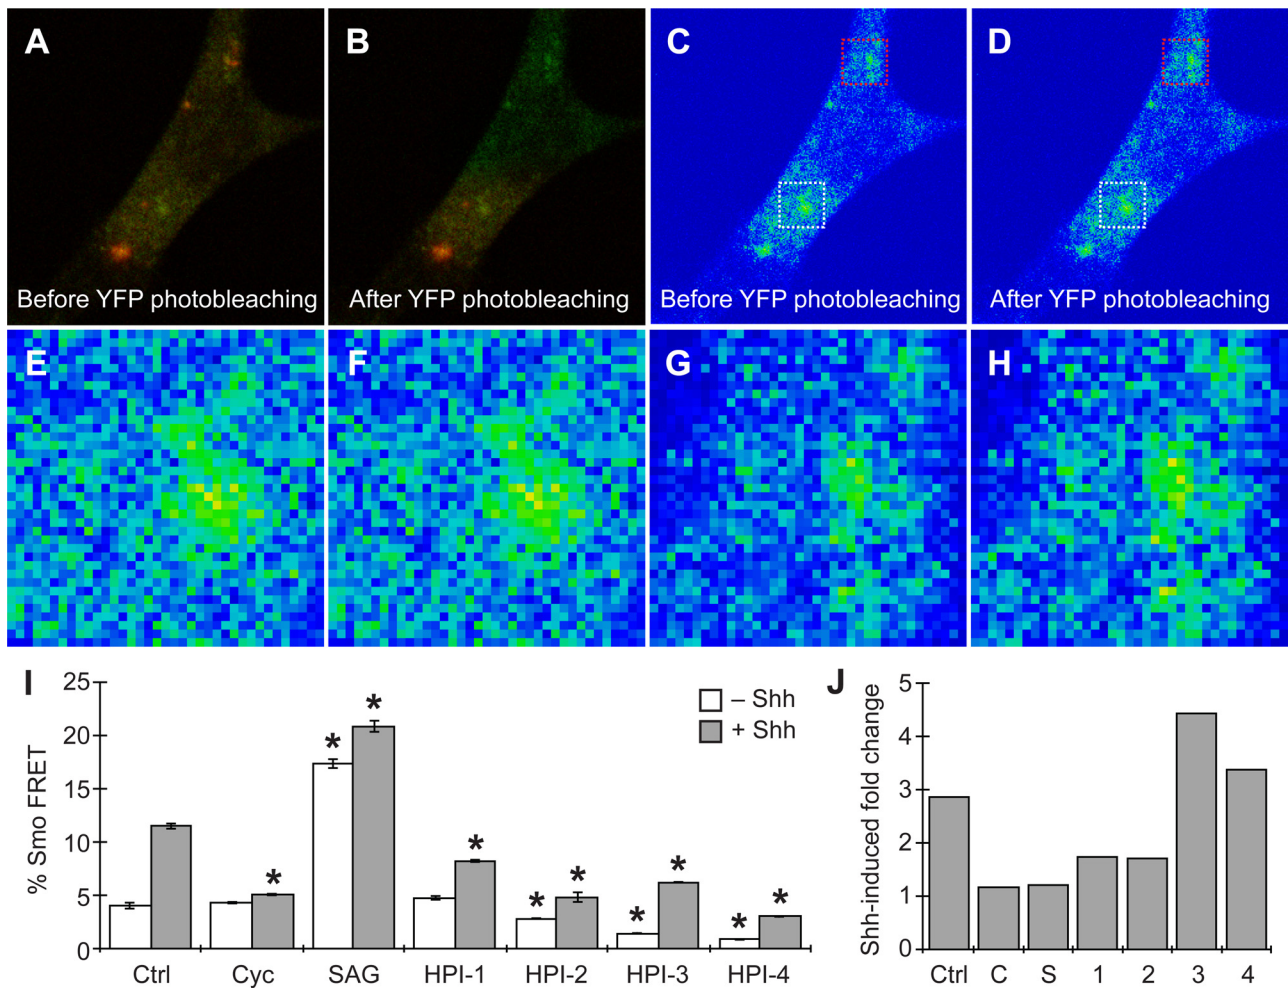 A
B
C
D
Before YFP photobleaching
After YFP photobleaching
Before YFP photobleaching
After YFP photobleaching
E
F
G
H
I
25
20
15
10
5
0
% Smo FRET
– Shh
+ Shh
*
*
*
*
*
*
*
*
*
*
Ctrl
Cyc
SAG
HPI-1
HPI-2
HPI-3
HPI-4
J
5
4
3
2
1
0
Shh-induced fold change
Ctrl
C
S
1
2
3
4